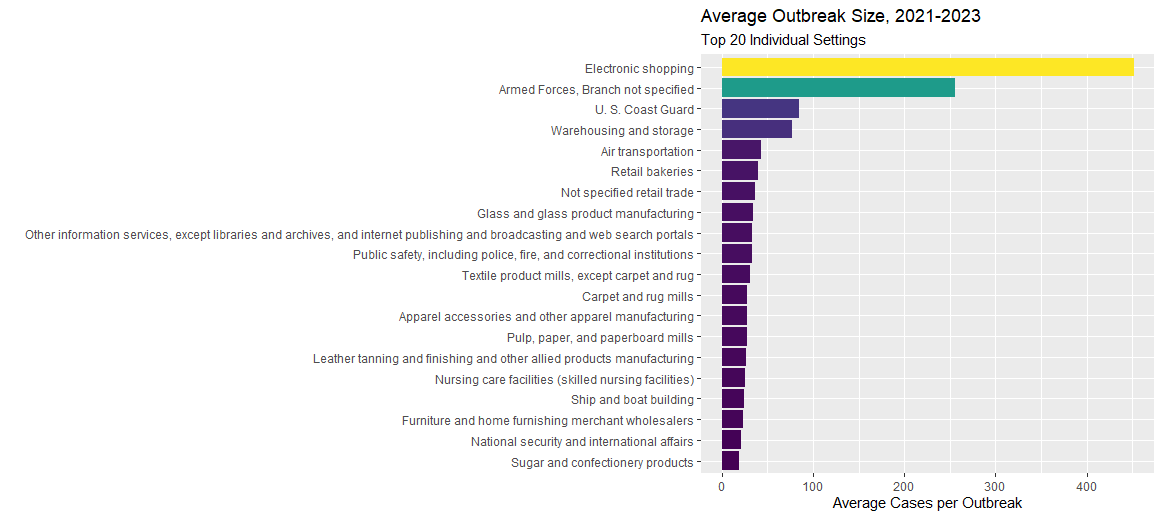 Average Outbreak Size, 2021-2023
Top 20 Individual Settings
Electronic shopping
Armed Forces, Branch not specified
U. S. Coast Guard
Warehousing and storage
Air transportation
Retail bakeries
Not specified retail trade
Glass and glass product manufacturing
Other information services, except libraries and archives, and internet publishing and broadcasting and web search portals
Public safety, including police, fire, and correctional institutions
Textile product mills, except carpet and rug
Carpet and rug mills
Apparel accessories and other apparel manufacturing
Pulp, paper, and paperboard mills
Leather tanning and finishing and other allied products manufacturing
Nursing care facilities (skilled nursing facilities)
Ship and boat building
Furniture and home furnishing merchant wholesalers
National security and international affairs
Sugar and confectionery products
0 100 200 300 400
Average Cases per Outbreak